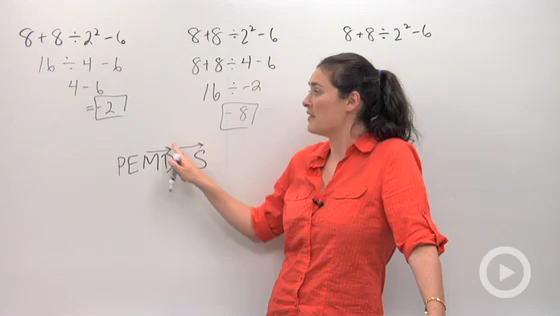 8 + 8 ÷ 2² - 6
16 ÷ 4 - 6
4 - 6
= -2
8 + 8 ÷ 2² - 6
8 + 8 ÷ 4 - 6
16 ÷ -2
-8
8 + 8 ÷ 2² - 6